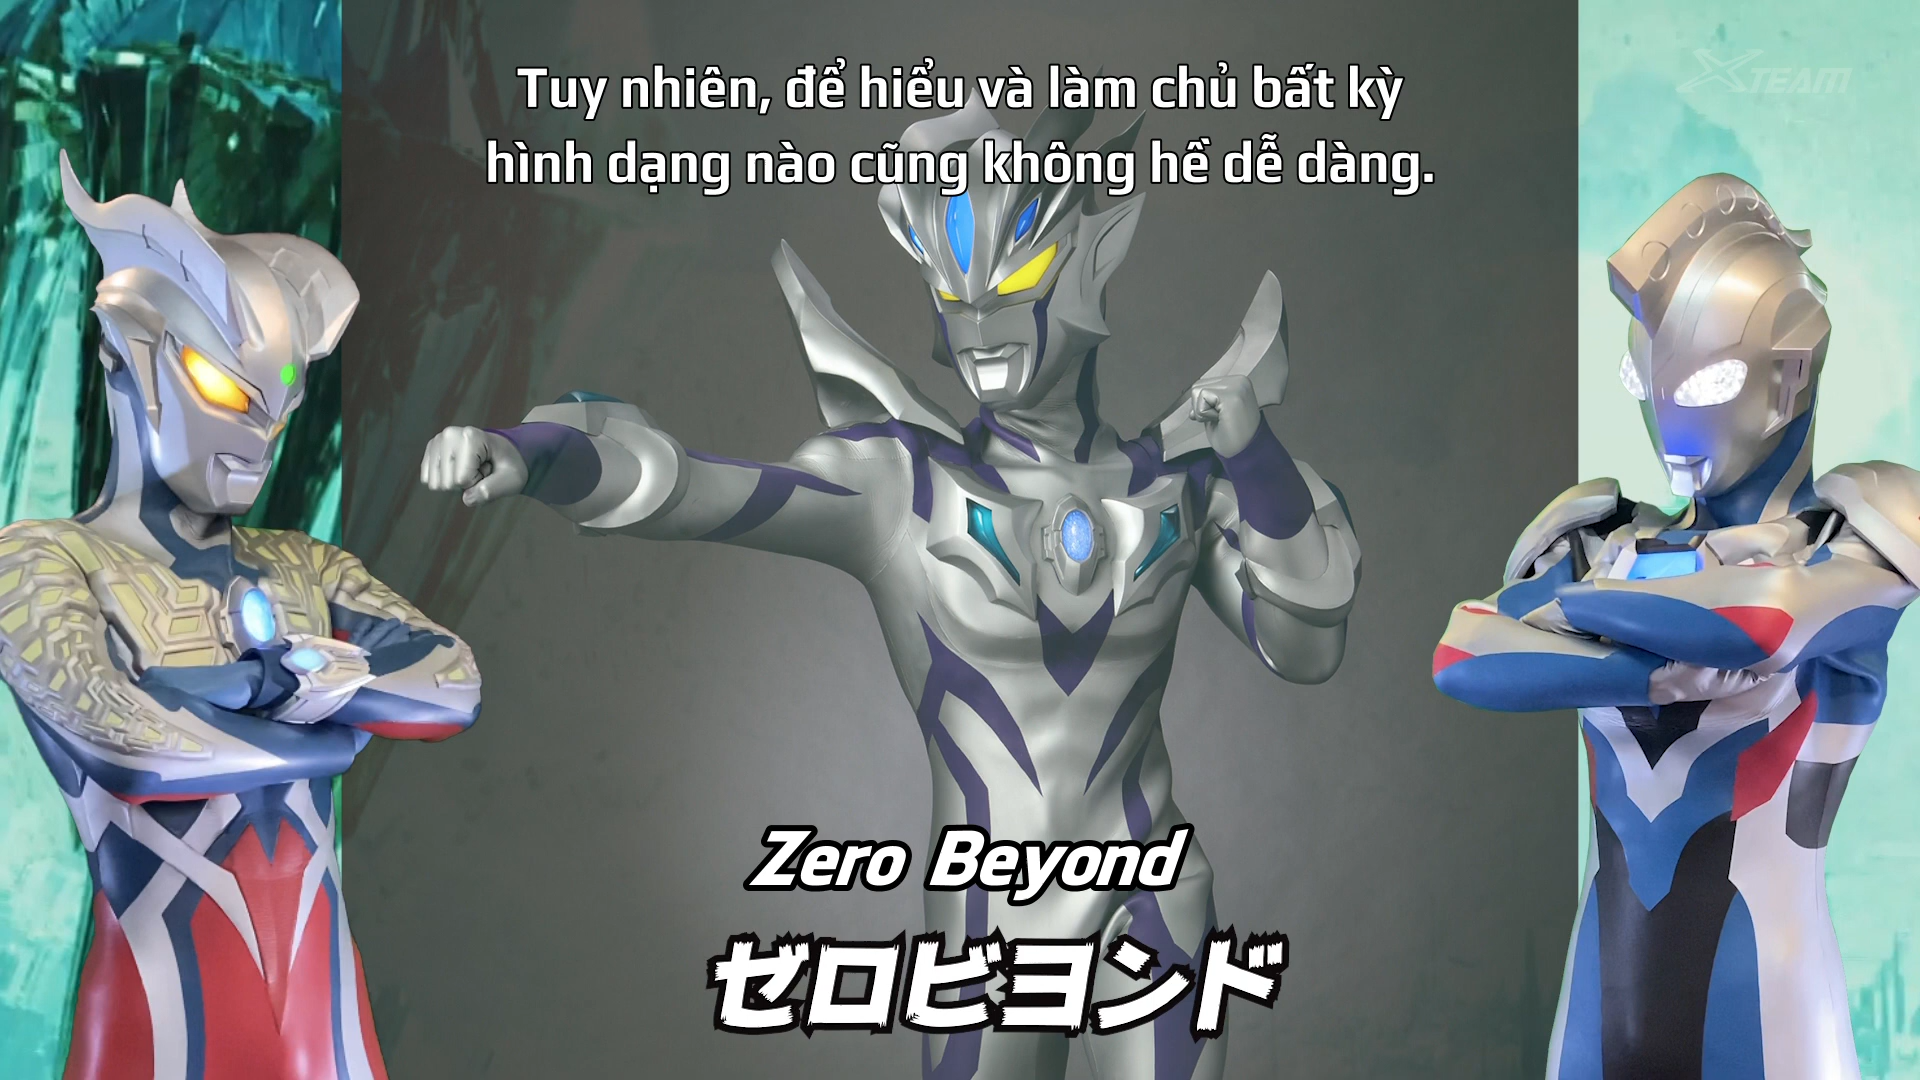 XTEAM
Tuy nhiên, để hiểu và làm chủ bất kỳ
hình dạng nào cũng không hề dễ dàng.
Zero Beyond
ゼロビヨンド